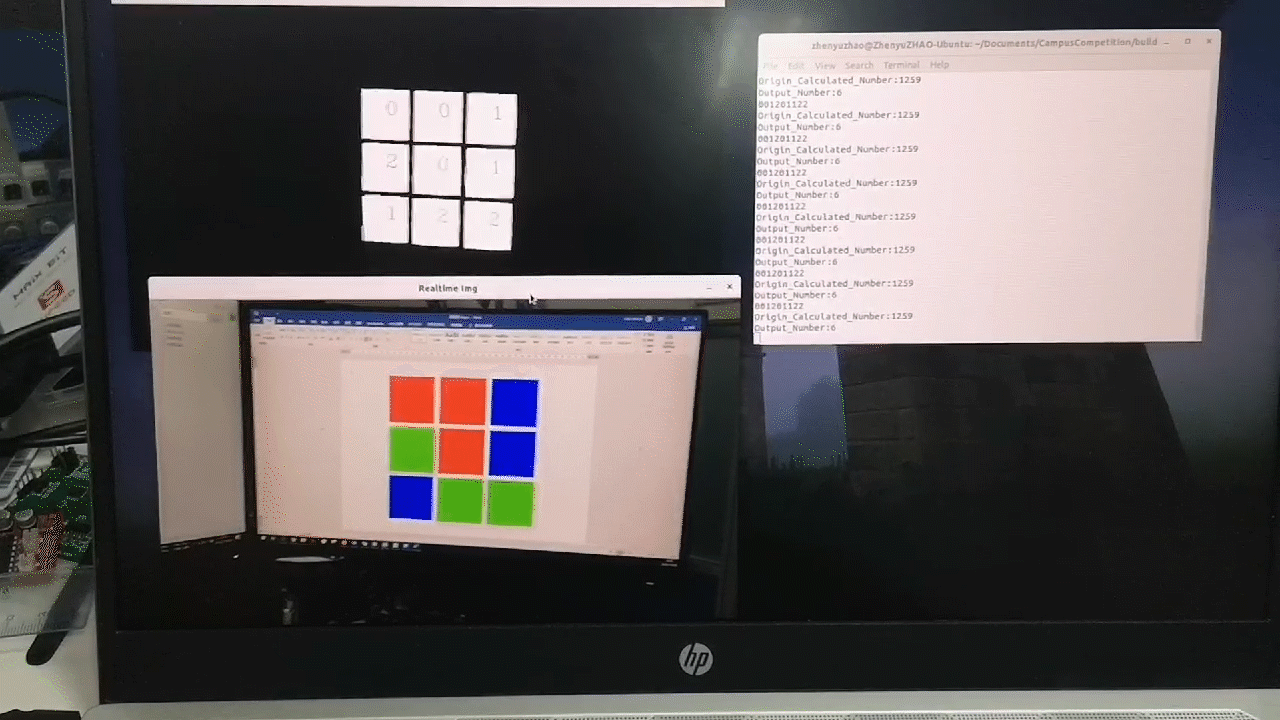 0 0 1
2 0 1
1 2 2
zhenyuzhao@ZhenyuZHAO-Ubuntu: ~/Documents/CampusCompetition/build
File Edit View Search Terminal Help
Origin_Calculated_Number:1259
Output_Number:6
001201122
Origin_Calculated_Number:1259
Output_Number:6
001201122
Origin_Calculated_Number:1259
Output_Number:6
001201122
Origin_Calculated_Number:1259
Output_Number:6
001201122
Origin_Calculated_Number:1259
Output_Number:6
001201122
Origin_Calculated_Number:1259
Output_Number:6
001201122
Origin_Calculated_Number:1259
Output_Number:6
001201122
Origin_Calculated_Number:1259
Output_Number:6
Realtime Img
MAIX BIT
hp